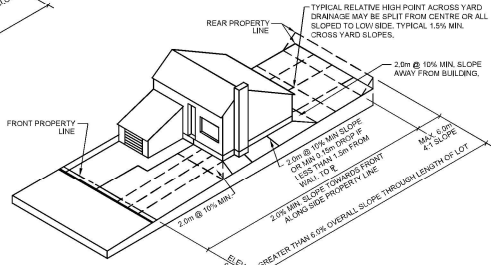 TYPICAL RELATIVE HIGH POINT ACROSS YARD
DRAINAGE MAY BE SPLIT FROM CENTRE OR ALL
SLOPED TO LOW SIDE, TYPICAL 1.5% MIN.
CROSS YARD SLOPES,
REAR PROPERTY
LINE
2.0m @ 10% MIN, SLOPE
AWAY FROM BUILDING,
FRONT PROPERTY
LINE
2.0m @ 10% MIN SLOPE
OR MIN 0.15m DROP IF
LESS THAN 1.5m FROM
WALL TO PL
MAX. 6.0m
4:1 SLOPE
2.0m @ 10% MIN.
2.0% MIN. SLOPE TOWARDS FRONT
ALONG SIDE PROPERTY LINE
GREATER THAN 6.0% OVERALL SLOPE THROUGH LENGTH OF LOT